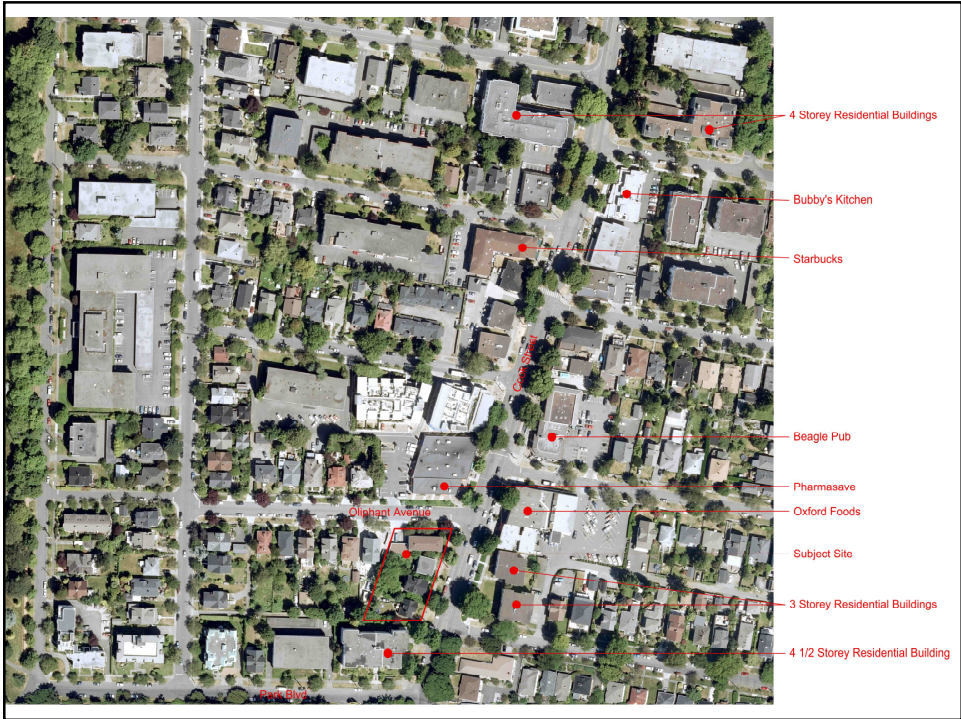 4 Storey Residential Buildings
Bubby's Kitchen
Starbucks
Cook Street
Beagle Pub
Pharmasave
Oxford Foods
Oliphant Avenue
Subject Site
3 Storey Residential Buildings
4 1/2 Storey Residential Building
Park Blvd